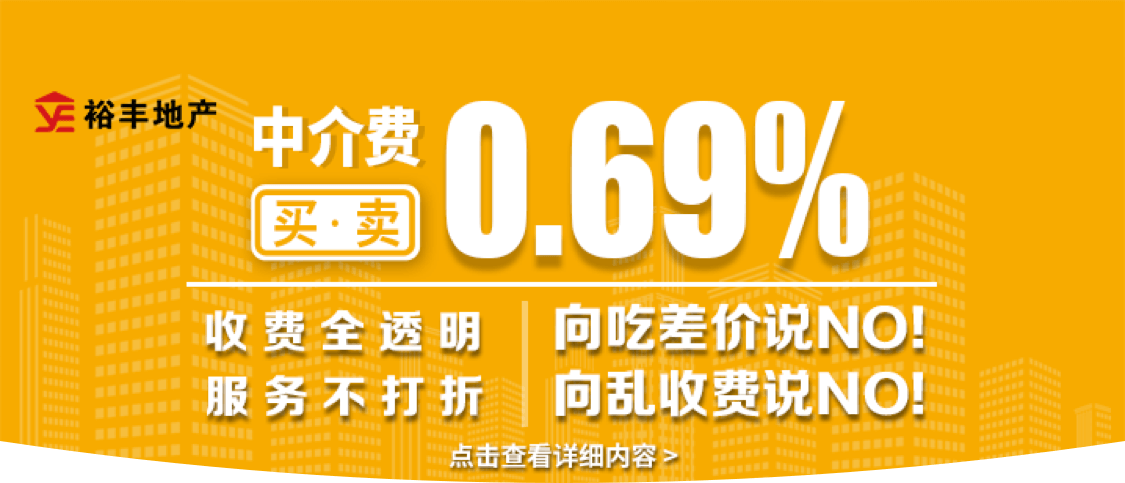 裕丰地产
中介费
买·卖
0.69%
收费全透明
服务不打折
向吃差价说NO!
向乱收费说NO!
点击查看详细内容 >